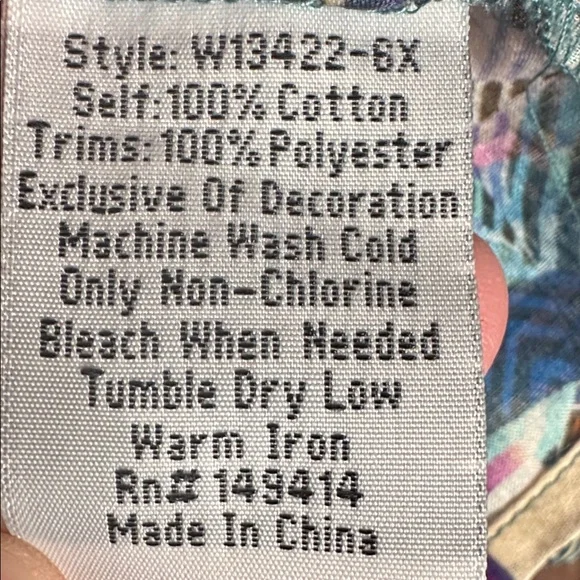 Style: W13422-6X
Self:100% Cotton
Trims:100% Polyester
Exclusive Of Decoration
Machine Wash Cold
Only Non-Chlorine
Bleach When Needed
Tumble Dry Low
Warm Iron
Rn# 149414
Made In China